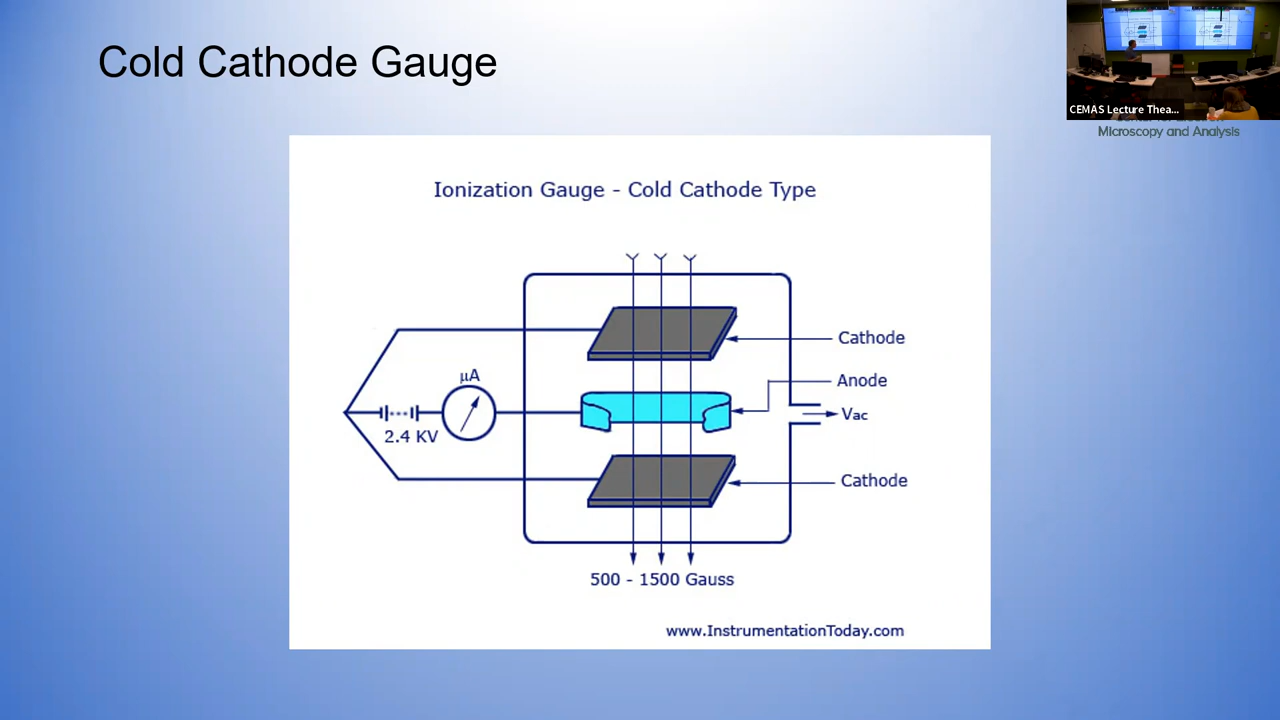 Cold Cathode Gauge
CEMAS Lecture Thea...
Microscopy and Analysis
Ionization Gauge - Cold Cathode Type
Cathode
µA
Anode
Vac
2.4 KV
Cathode
500 - 1500 Gauss
www.InstrumentationToday.com